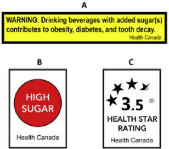 A
WARNING: Drinking beverages with added sugar(s)
contributes to obesity, diabetes, and tooth decay.
Health Canada
B
HIGH
SUGAR
Health Canada
C
3.5
HEALTH STAR
RATING
Health Canada